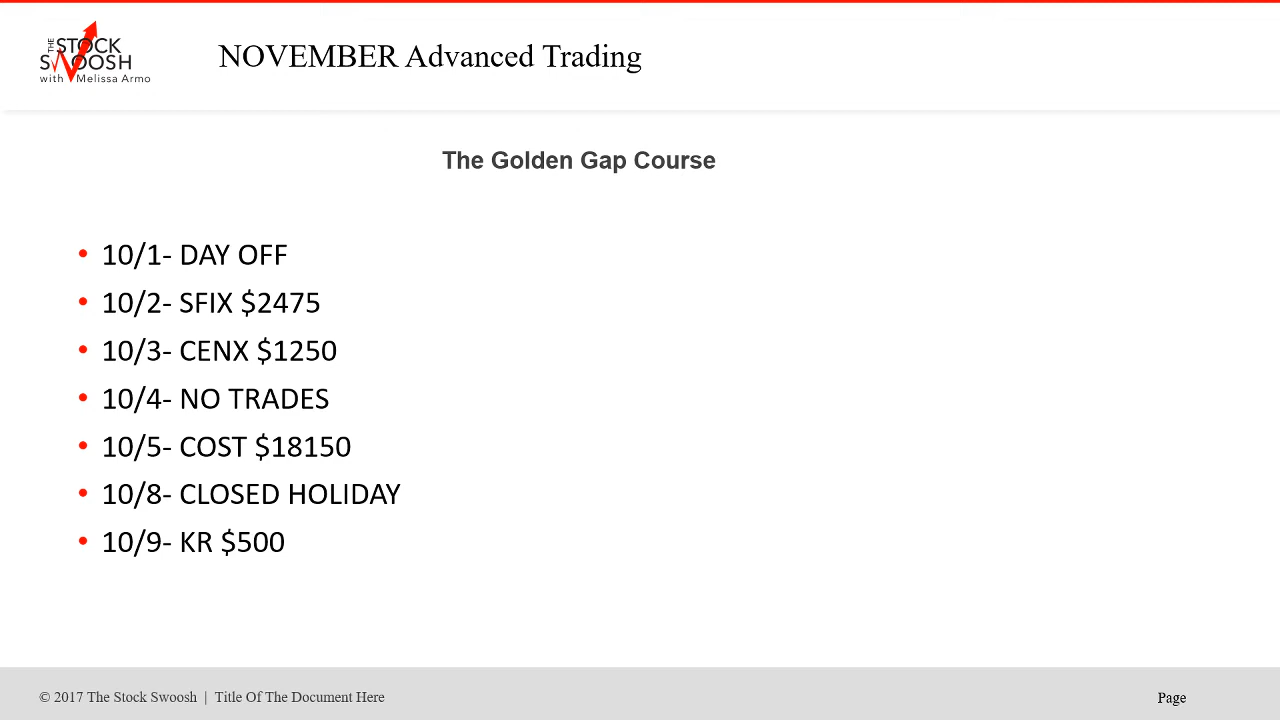 THE STOCK
SWOOSH
with Melissa Armo
NOVEMBER Advanced Trading
The Golden Gap Course
• 10/1- DAY OFF
• 10/2- SFIX $2475
• 10/3- CENX $1250
• 10/4- NO TRADES
• 10/5- COST $18150
• 10/8- CLOSED HOLIDAY
• 10/9- KR $500
© 2017 The Stock Swoosh | Title Of The Document Here
Page